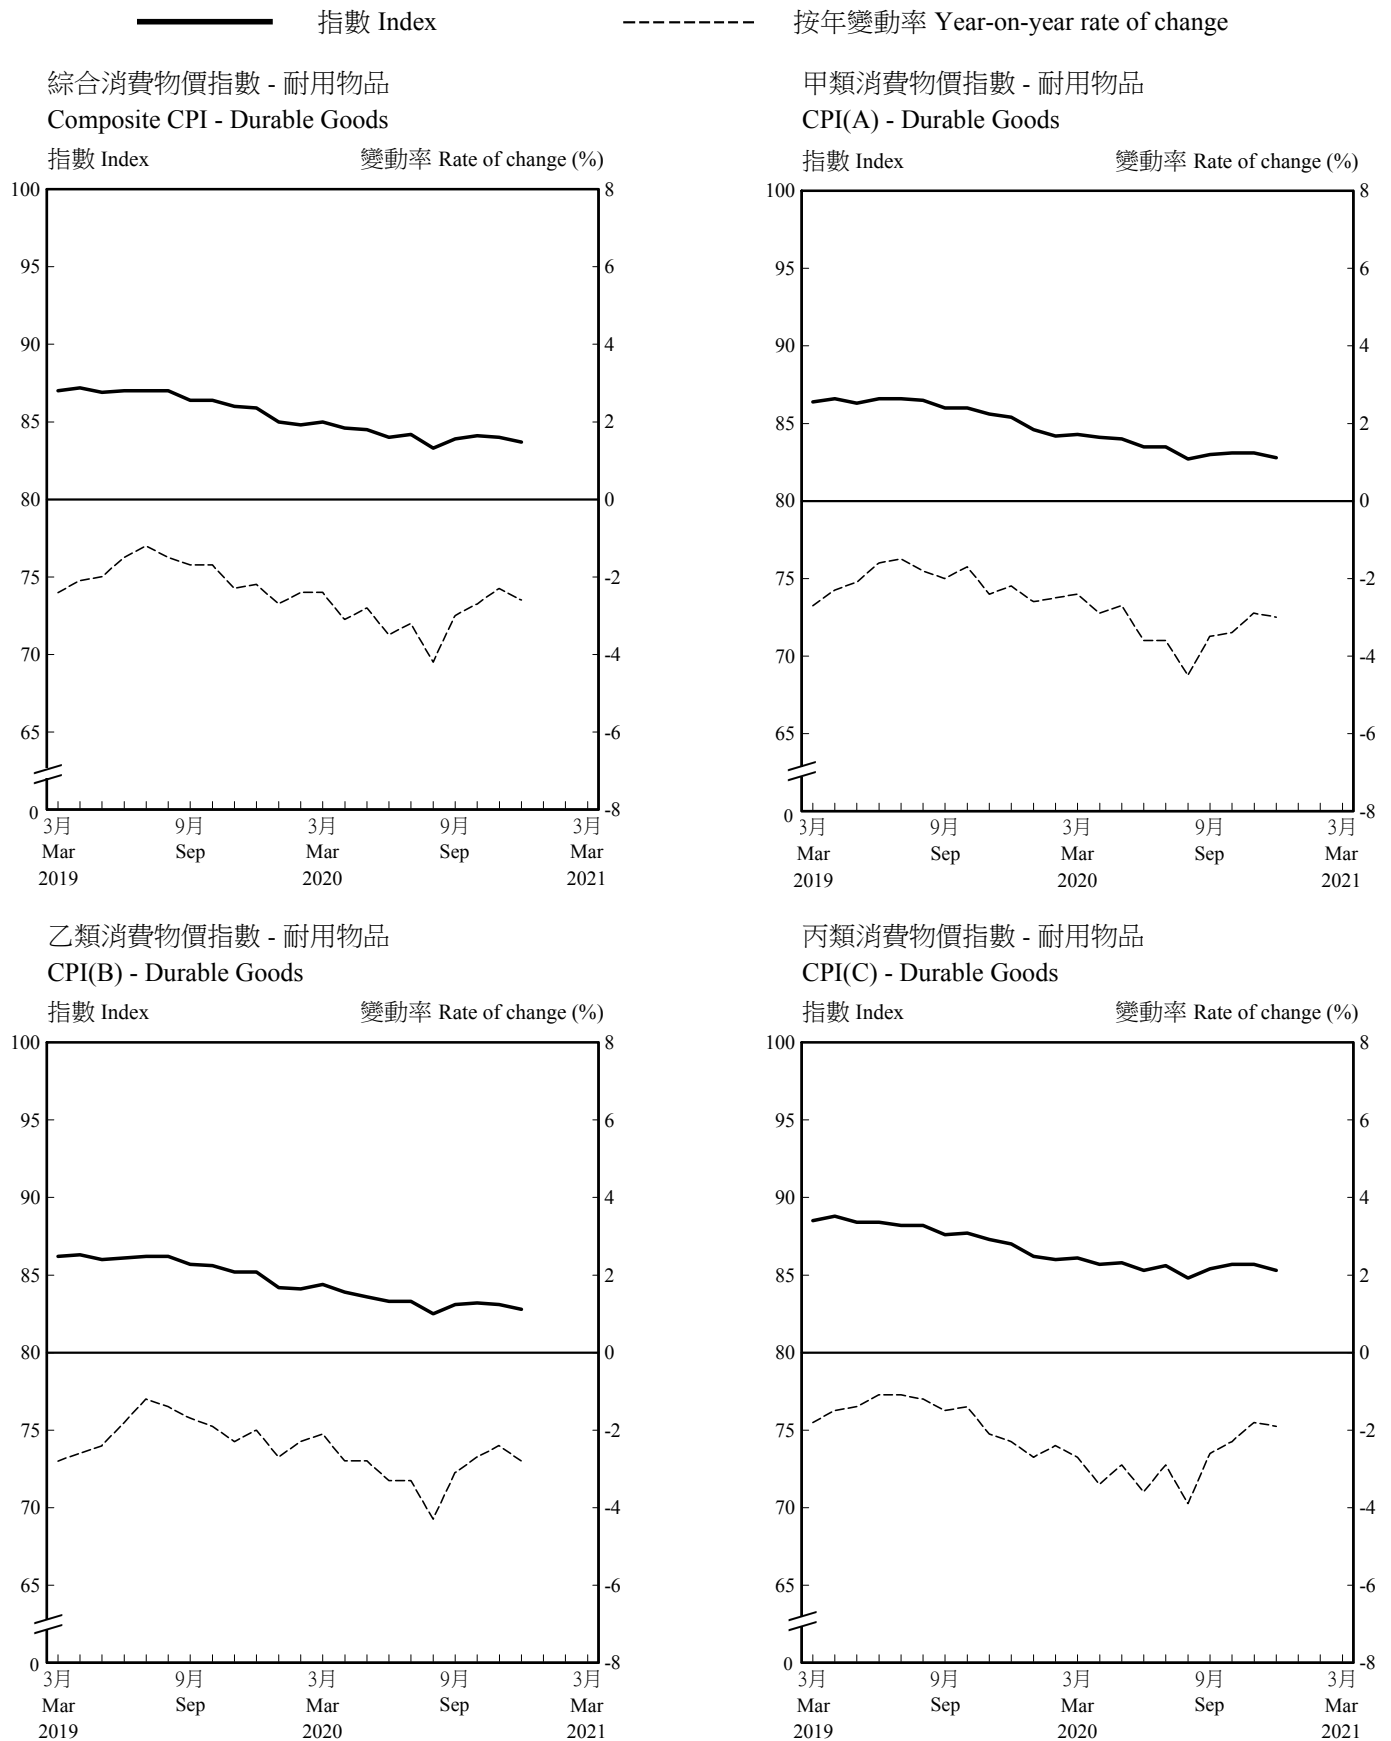 指數 Index
按年變動率 Year-on-year rate of change
綜合消費物價指數 - 耐用物品
Composite CPI - Durable Goods
指數 Index
變動率 Rate of change (%)
100
95
90
85
80
75
70
65
0
8
6
4
2
0
-2
-4
-6
-8
3月 9月 3月 9月 3月
Mar Sep Mar Sep Mar
2019 2020 2021
甲類消費物價指數 - 耐用物品
CPI(A) - Durable Goods
指數 Index
變動率 Rate of change (%)
100
95
90
85
80
75
70
65
0
8
6
4
2
0
-2
-4
-6
-8
3月 9月 3月 9月 3月
Mar Sep Mar Sep Mar
2019 2020 2021
乙類消費物價指數 - 耐用物品
CPI(B) - Durable Goods
指數 Index
變動率 Rate of change (%)
100
95
90
85
80
75
70
65
0
8
6
4
2
0
-2
-4
-6
-8
3月 9月 3月 9月 3月
Mar Sep Mar Sep Mar
2019 2020 2021
丙類消費物價指數 - 耐用物品
CPI(C) - Durable Goods
指數 Index
變動率 Rate of change (%)
100
95
90
85
80
75
70
65
0
8
6
4
2
0
-2
-4
-6
-8
3月 9月 3月 9月 3月
Mar Sep Mar Sep Mar
2019 2020 2021